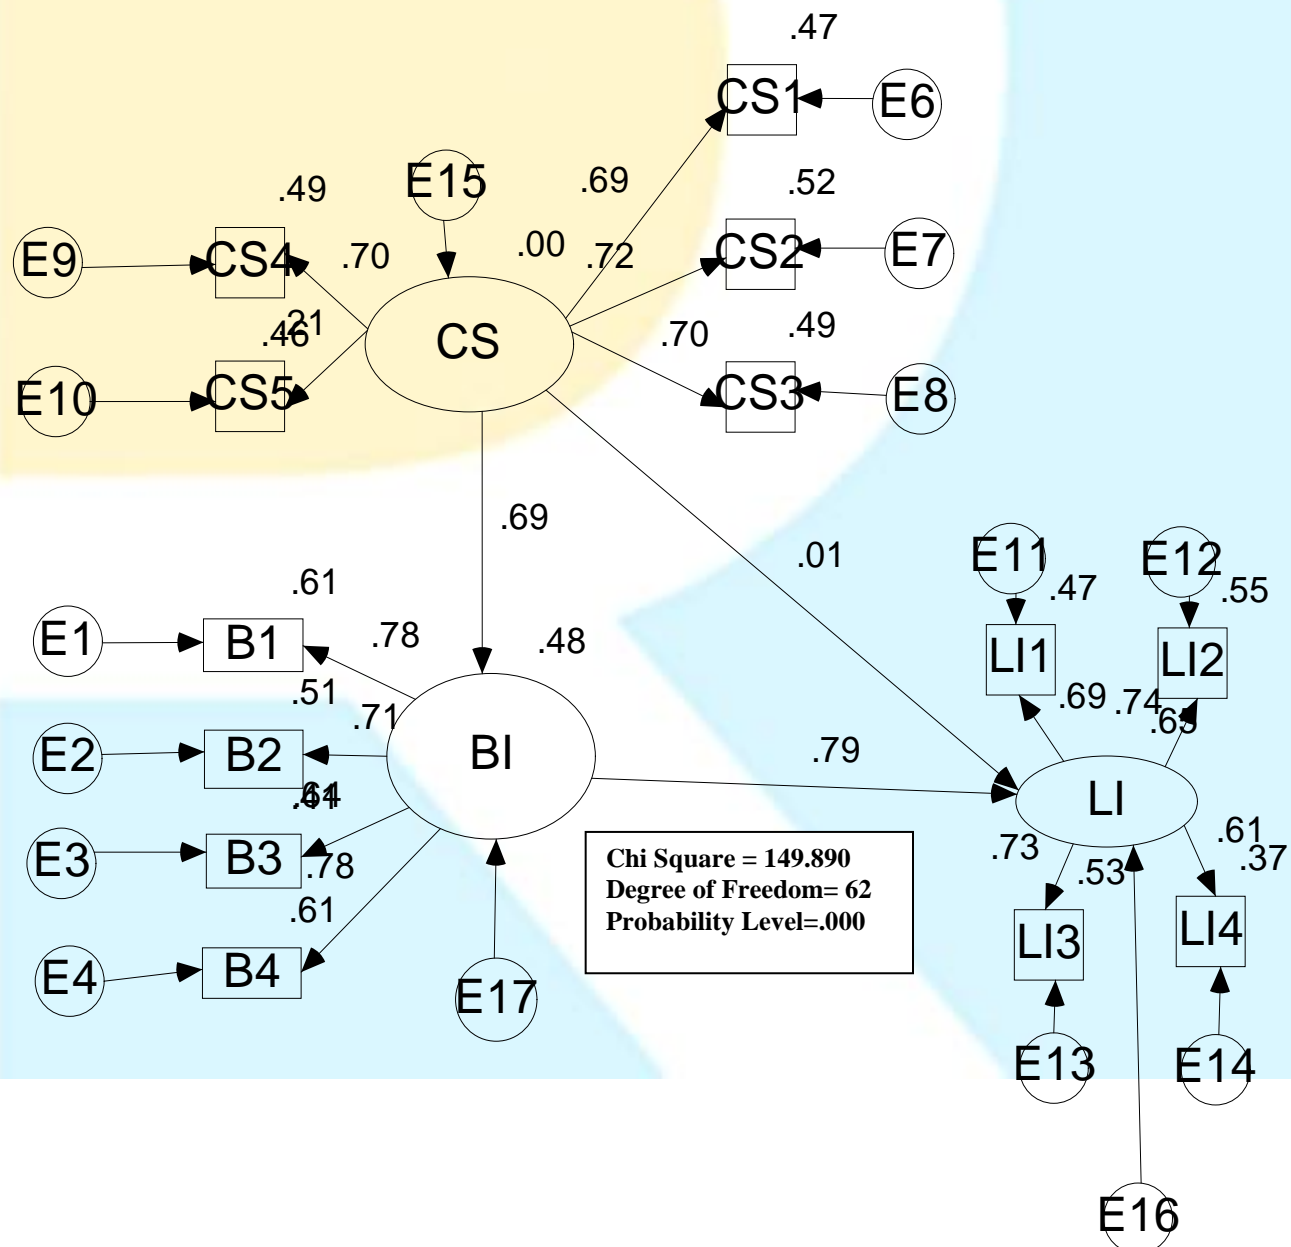 .47
CS1
E6
E15
.69
.49
.52
E9
CS4
.70
.00
.72
CS2
E7
.46
.21
CS
.70
.49
E10
CS5
CS3
E8
.69
.01
E11
E12
.61
.47
.55
E1
B1
.78
.48
LI1
LI2
.51
.71
.69
.74
.65
E2
B2
BI
.79
.64
.41
LI
E3
B3
.78
.73
.61
.37
Chi Square = 149.890
Degree of Freedom= 62
Probability Level=.000
.53
.61
E4
B4
LI3
LI4
E17
E13
E14
E16